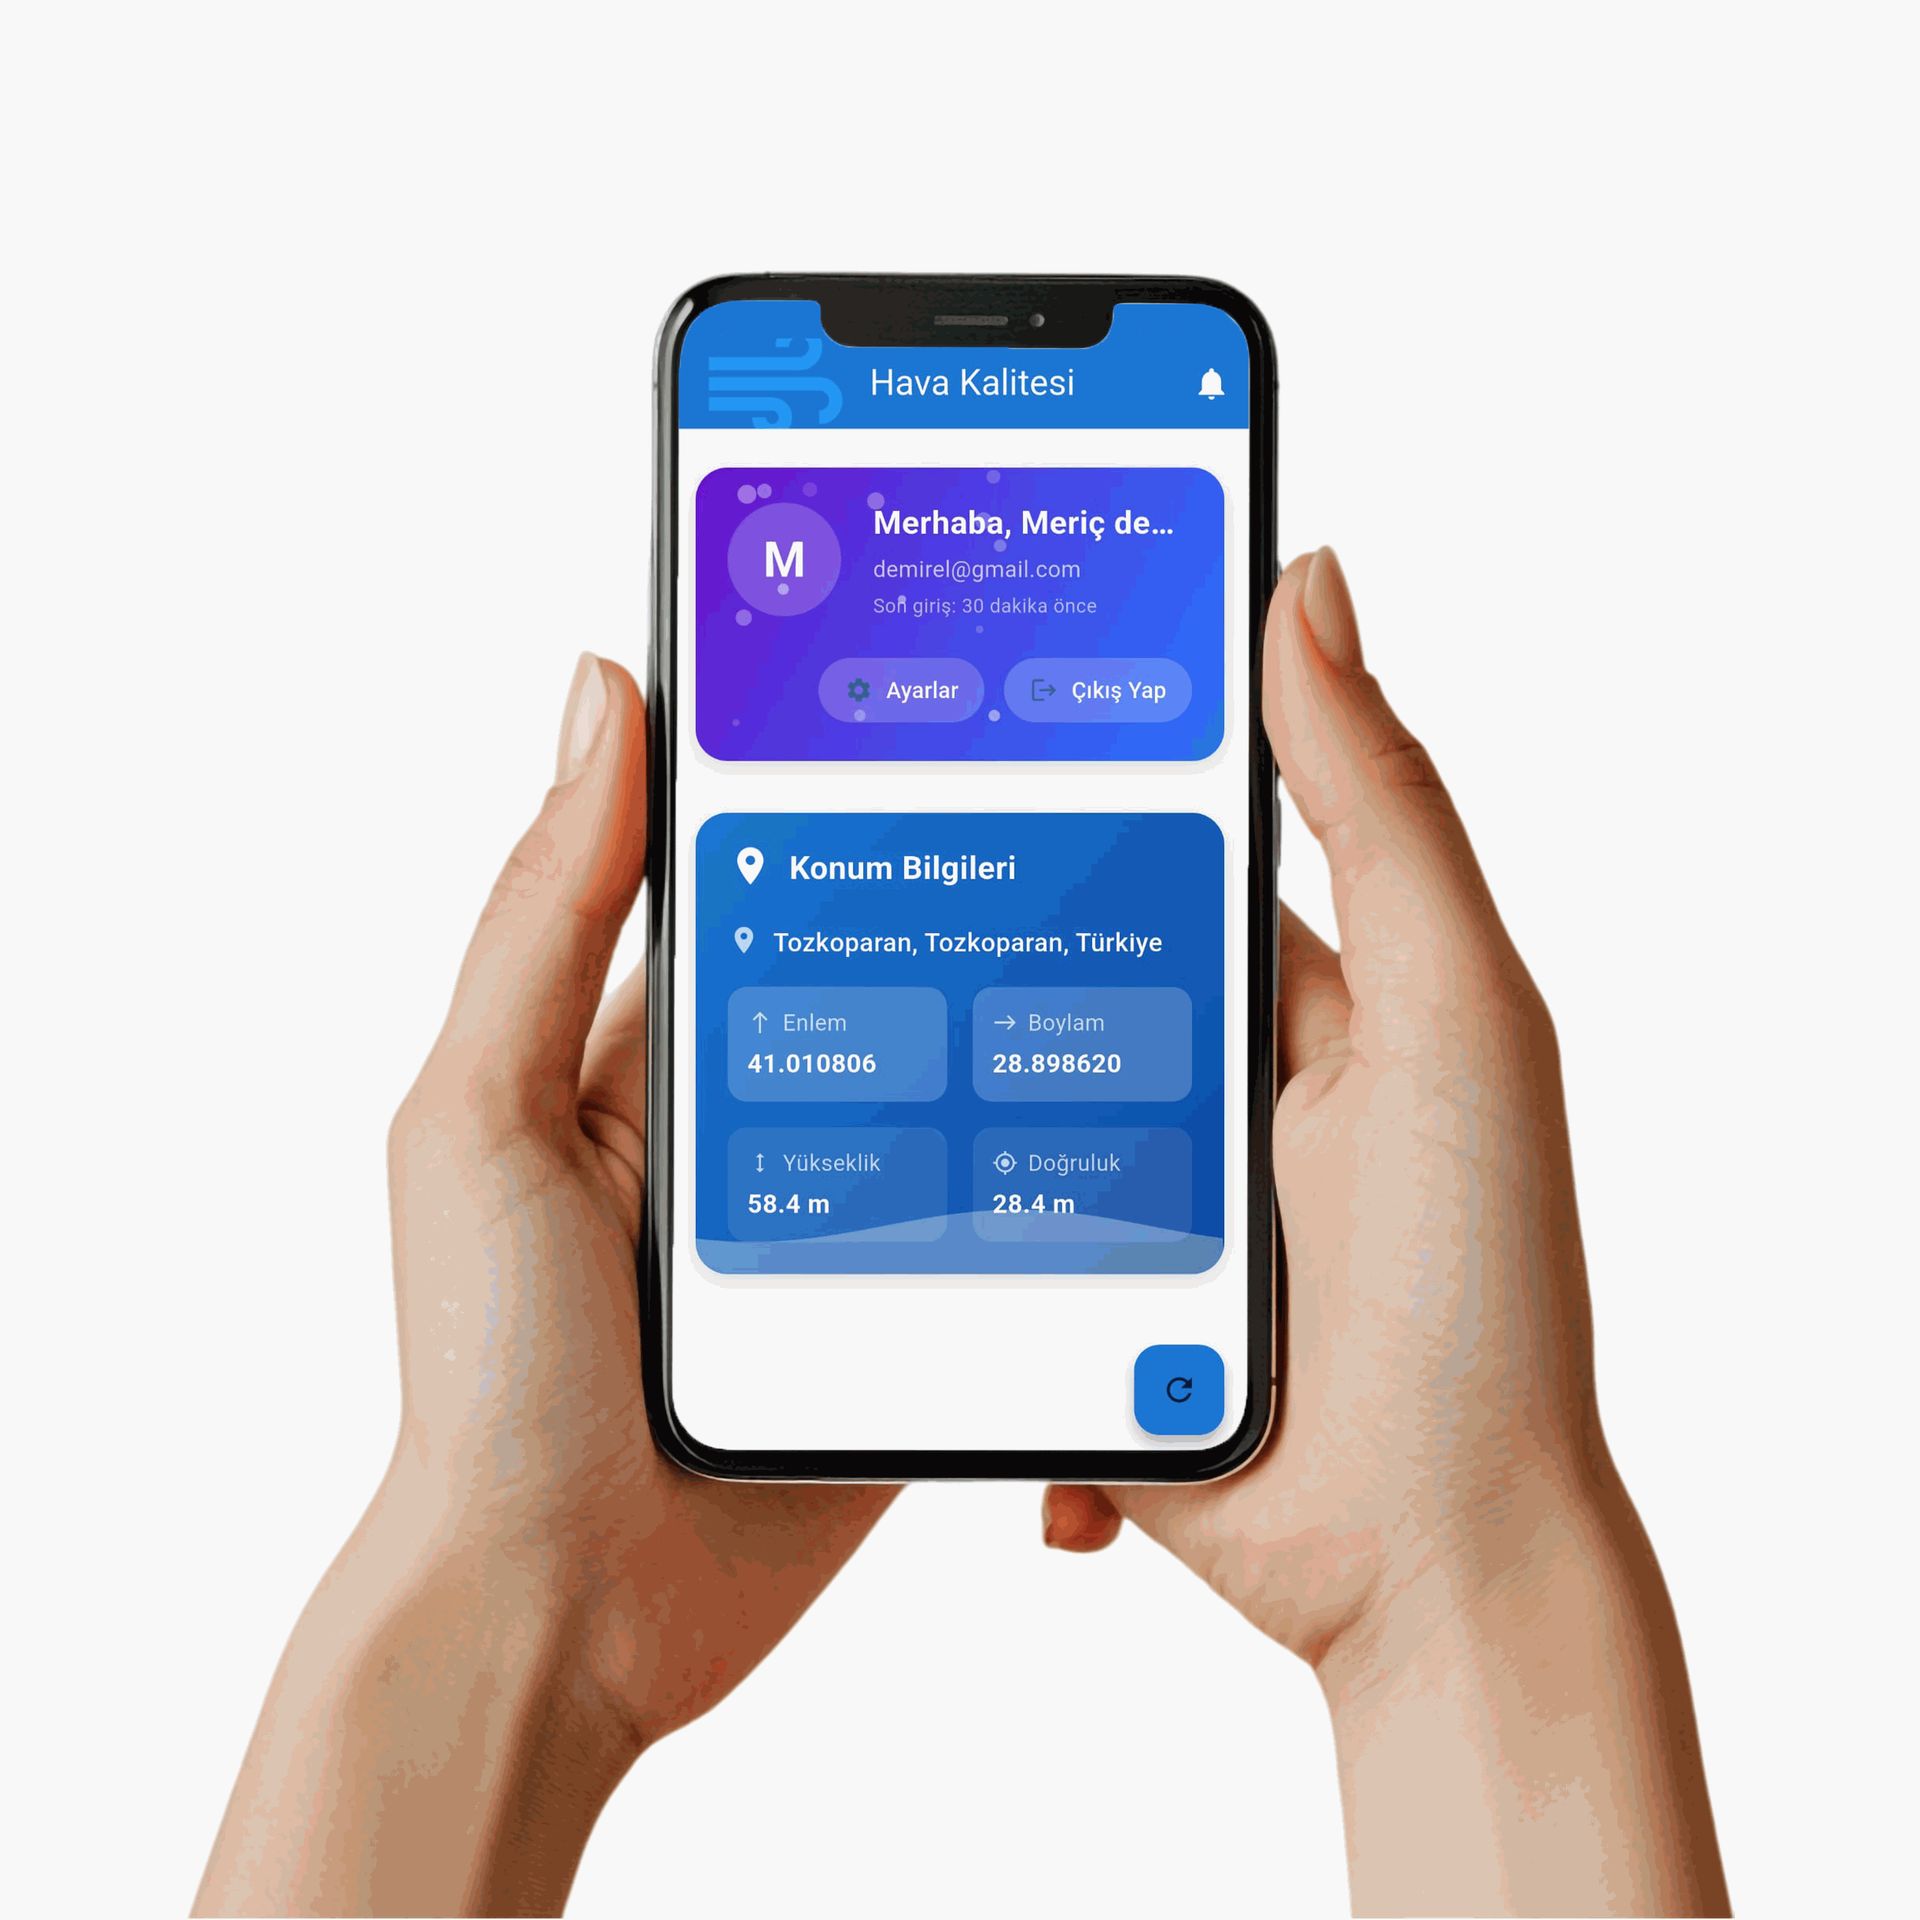 Hava Kalitesi
M
Merhaba, Meriç de...
demirel@gmail.com
Son giriş: 30 dakika önce
Ayarlar
Çıkış Yap
Konum Bilgileri
Tozkoparan, Tozkoparan, Türkiye
Enlem
41.010806
Boylam
28.898620
Yükseklik
58.4 m
Doğruluk
28.4 m